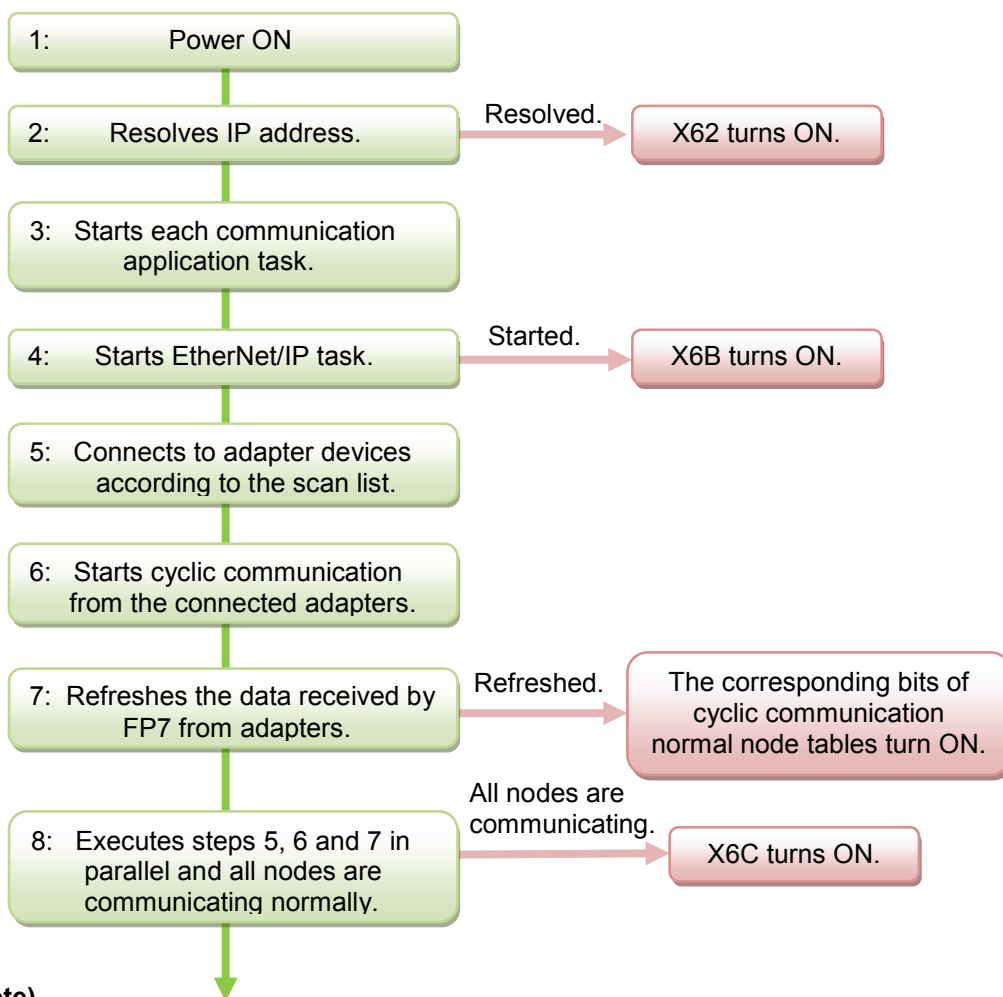 1: Power ON
2: Resolves IP address.
Resolved.
X62 turns ON.
3: Starts each communication
application task.
4: Starts EtherNet/IP task.
Started.
X6B turns ON.
5: Connects to adapter devices
according to the scan list.
6: Starts cyclic communication
from the connected adapters.
7: Refreshes the data received by
FP7 from adapters.
Refreshed.
The corresponding bits of
cyclic communication
normal node tables turn ON.
8: Executes steps 5, 6 and 7 in
parallel and all nodes are
communicating normally.
All nodes are
communicating.
X6C turns ON.